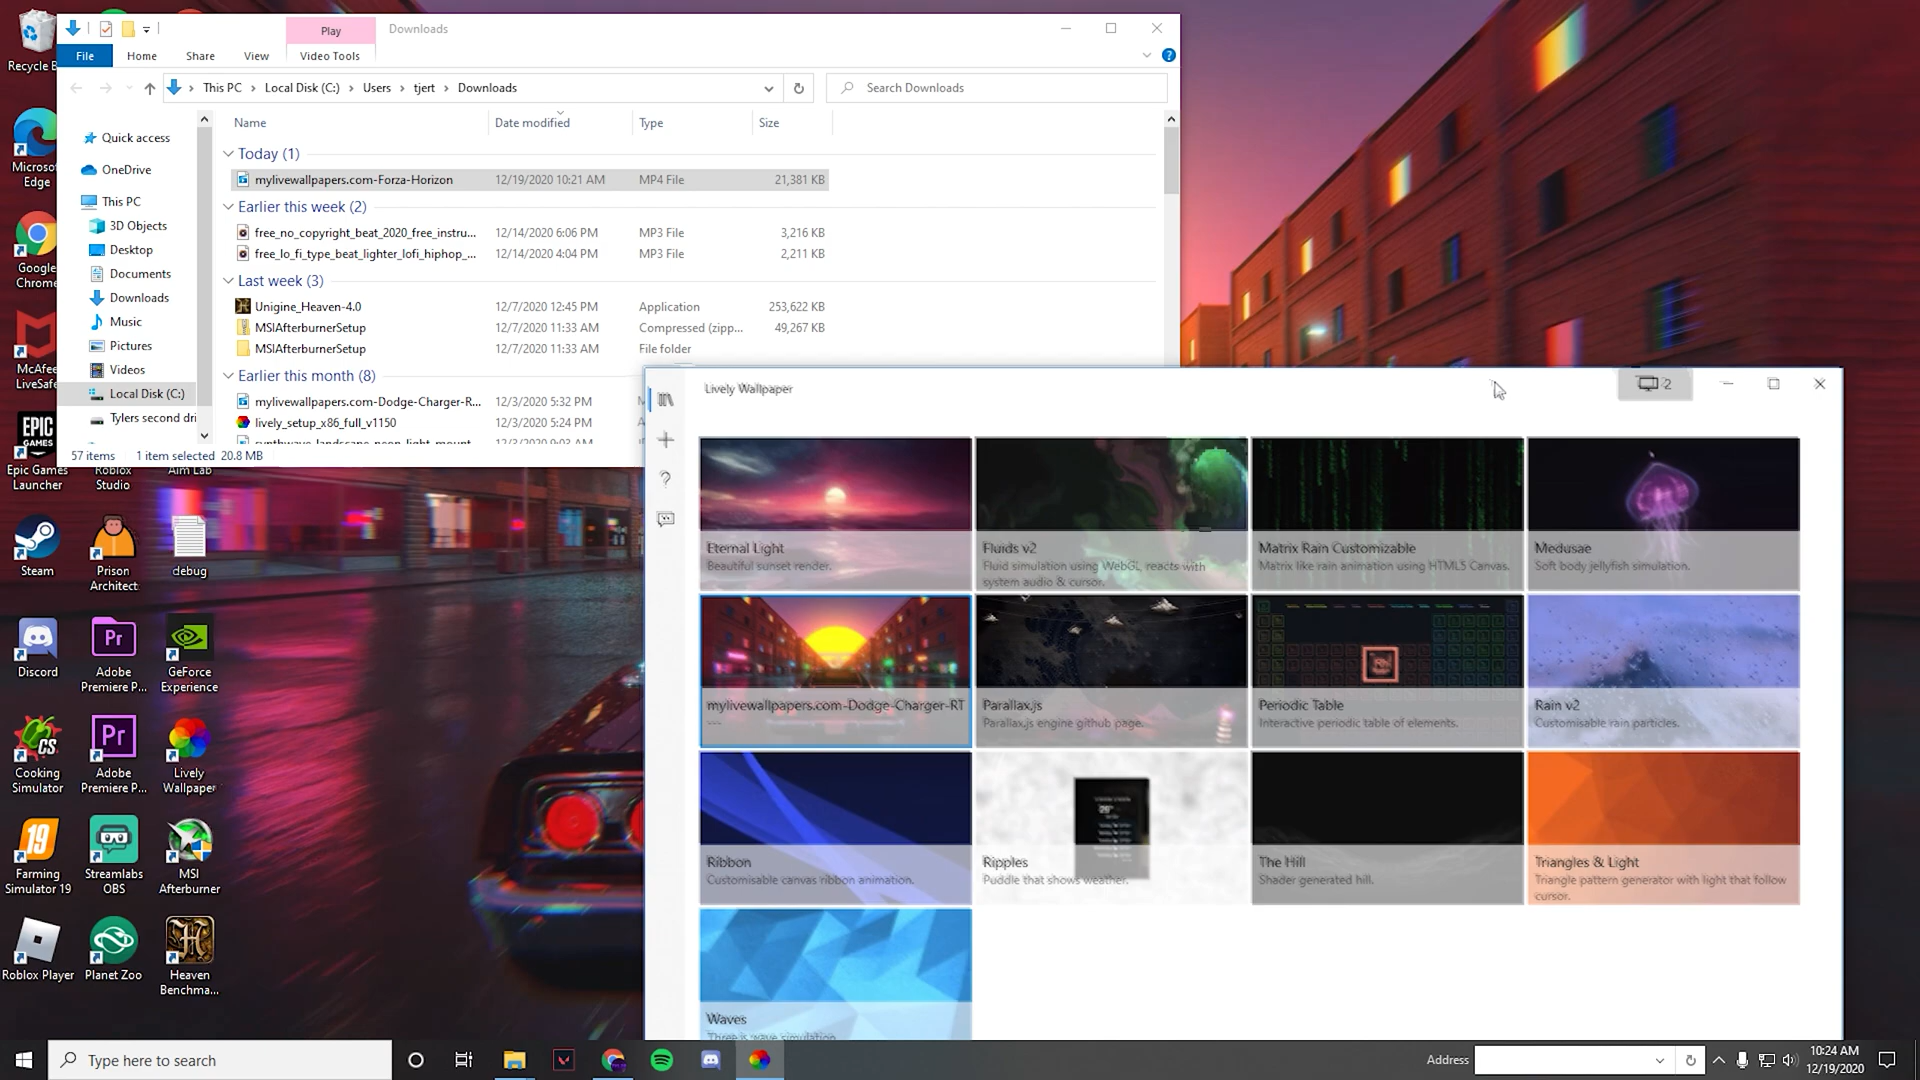 Recycle B
Play
Downloads
File
Home
Share
View
Video Tools
This PC
Local Disk (C:)
Users
tjert
Downloads
Search Downloads
Name
Date modified
Type
Size
Quick access
OneDrive
This PC
3D Objects
Desktop
Documents
Downloads
Music
Pictures
Videos
Local Disk (C:)
Tylers second dri
Today (1)
mylivewallpapers.com-Forza-Horizon 12/19/2020 10:21 AM MP4 File 21,381 KB
Earlier this week (2)
free_no_copyright_beat_2020_free_instru... 12/14/2020 6:06 PM MP3 File 3,216 KB
free_lo_fi_type_beat_lighter_lofi_hiphop_... 12/14/2020 4:04 PM MP3 File 2,211 KB
Last week (3)
Unigine_Heaven-4.0 12/7/2020 12:45 PM Application 253,622 KB
MSIAfterburnerSetup 12/7/2020 11:33 AM Compressed (zipp... 49,267 KB
MSIAfterburnerSetup 12/7/2020 11:33 AM File folder
Earlier this month (8)
mylivewallpapers.com-Dodge-Charger-R... 12/3/2020 5:32 PM
lively_setup_x86_full_v1150 12/3/2020 5:24 PM
57 items 1 item selected 20.8 MB
Microso
Edge
Google
Chrome
McAfee
LiveSafe
EPIC
GAMES
Epic Games
Launcher
Roblox
Studio
Aim Lab
Steam
Prison
Architect
debug
Discord
Pr
Adobe
Premiere P...
GeForce
Experience
CS
Cooking
Simulator
Pr
Adobe
Premiere P...
Lively
Wallpaper
19
Farming
Simulator 19
Streamlabs
OBS
MSI
Afterburner
Roblox Player
Planet Zoo
Heaven
Benchma...
Lively Wallpaper
2
Eternal Light
Beautiful sunset render.
Fluids v2
Fluid simulation using WebGL, reacts with
system audio & cursor.
Matrix Rain Customizable
Matrix like rain animation using HTML5 Canvas.
Medusae
Soft body jellyfish simulation.
mylivewallpapers.com-Dodge-Charger-RT
---
Parallax.js
Parallax.js engine github page.
Periodic Table
Interactive periodic table of elements.
Rain v2
Customisable rain particles.
Ribbon
Customisable canvas ribbon animation.
Ripples
Puddle that shows weather.
The Hill
Shader generated hill.
Triangles & Light
Triangle pattern generator with light that follow
cursor.
Waves
Three.js wave simulation.
Type here to search
Address
10:24 AM
12/19/2020